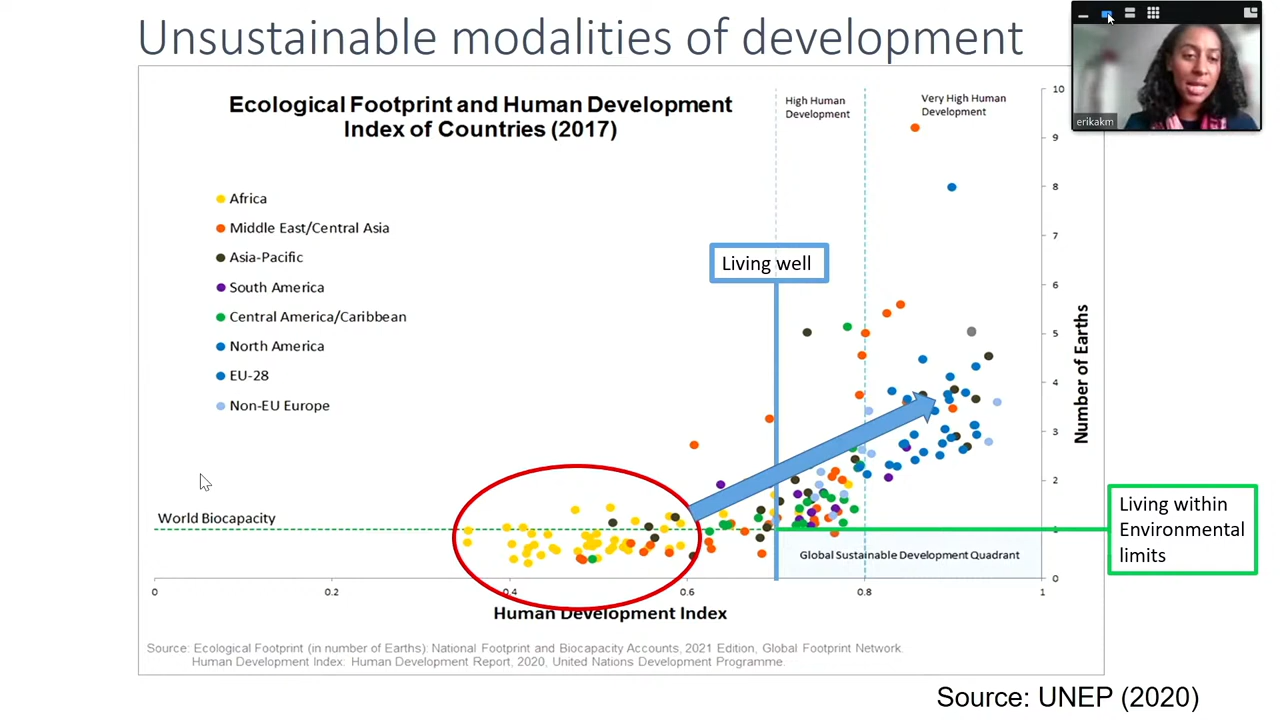 Unsustainable modalities of development
erikakm
Ecological Footprint and Human Development
Index of Countries (2017)
High Human
Development
Very High Human
Development
Africa
Middle East/Central Asia
Asia-Pacific
South America
Central America/Caribbean
North America
EU-28
Non-EU Europe
Living well
World Biocapacity
Global Sustainable Development Quadrant
Living within
Environmental
limits
10
9
8
7
6
5
4
3
2
1
0
Number of Earths
0
0.2
0.4
0.6
0.8
1
Human Development Index
Source: Ecological Footprint (in number of Earths): National Footprint and Biocapacity Accounts, 2021 Edition, Global Footprint Network.
Human Development Index: Human Development Report, 2020, United Nations Development Programme.
Source: UNEP (2020)